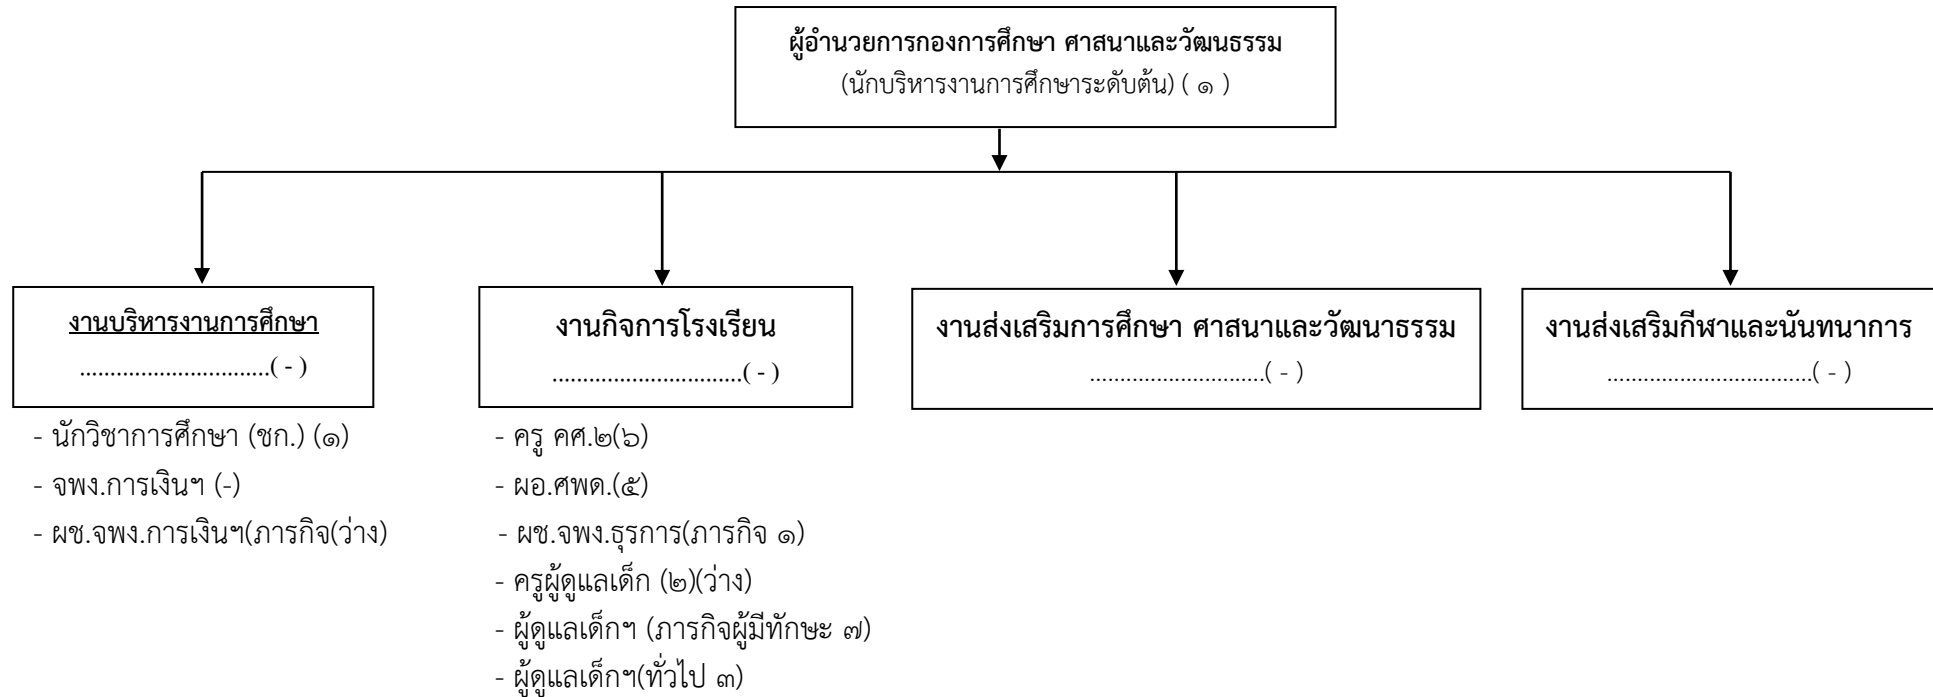 ผู้อำนวยการกองการศึกษา ศาสนาและวัฒนธรรม
(นักบริหารงานการศึกษาระดับต้น) ( ๑ )
งานบริหารงานการศึกษา
...............................( - )
- นักวิชาการศึกษา (ชก.) (๑)
- จพง.การเงินฯ (-)
- ผช.จพง.การเงินฯ(ภารกิจ(ว่าง)
งานกิจการโรงเรียน
...............................( - )
- ครู คศ.๒(๖)
- ผอ.ศพด.(๕)
- ผช.จพง.ธุรการ(ภารกิจ ๑)
- ครูผู้ดูแลเด็ก (๒)(ว่าง)
- ผู้ดูแลเด็กฯ (ภารกิจผู้มีทักษะ ๗)
- ผู้ดูแลเด็กฯ(ทั่วไป ๓)
งานส่งเสริมการศึกษา ศาสนาและวัฒนาธรรม
.............................( - )
งานส่งเสริมกีฬาและนันทนาการ
..................................( - )